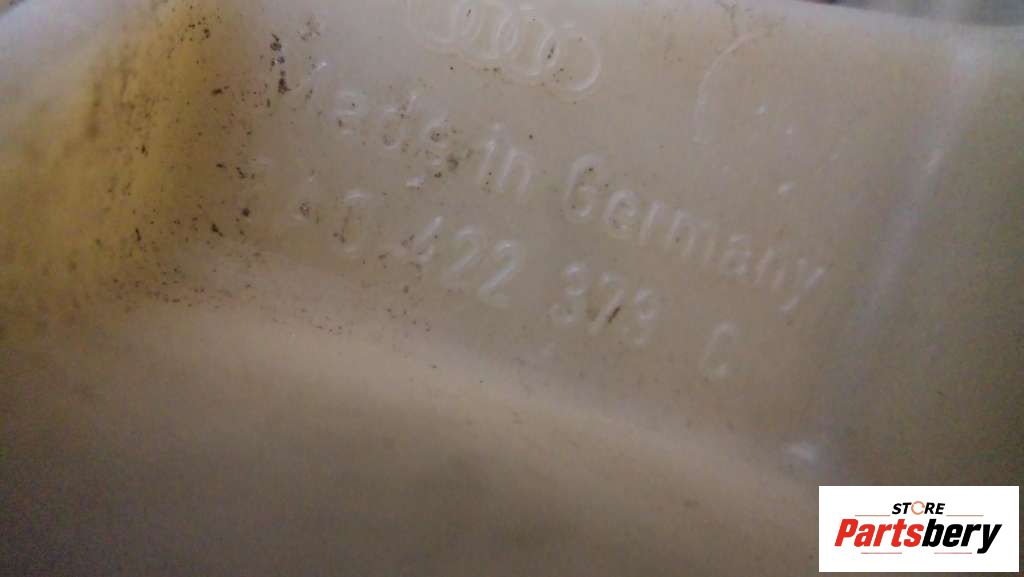 Made in Germany
422 373 C
STORE
Partsbery